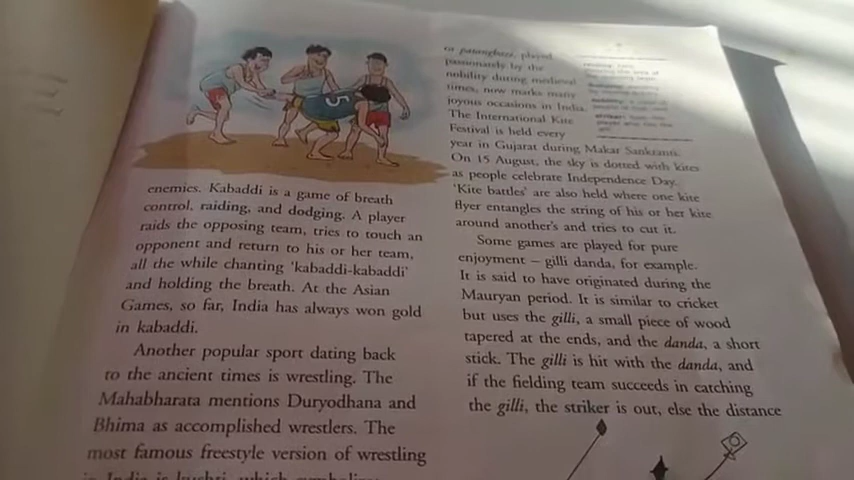 enemies. Kabaddi is a game of breath
control, raiding, and dodging. A player
raids the opposing team, tries to touch an
opponent and return to his or her team,
all the while chanting 'kabaddi-kabaddi'
and holding the breath. At the Asian
Games, so far, India has always won gold
in kabaddi.
Another popular sport dating back
to the ancient times is wrestling. The
Mahabharata mentions Duryodhana and
Bhima as accomplished wrestlers. The
most famous freestyle version of wrestling
in India is kushti, which
or patangbazi, played
passionately by the
nobility during medieval
times, now marks many
joyous occasions in India.
The International Kite
Festival is held every
year in Gujarat during Makar Sankranti.
On 15 August, the sky is dotted with kites
as people celebrate Independence Day.
'Kite battles' are also held where one kite
flyer entangles the string of his or her kite
around another's and tries to cut it.
Some games are played for pure
enjoyment – gilli danda, for example.
It is said to have originated during the
Mauryan period. It is similar to cricket
but uses the gilli, a small piece of wood
tapered at the ends, and the danda, a short
stick. The gilli is hit with the danda, and
if the fielding team succeeds in catching
the gilli, the striker is out, else the distance